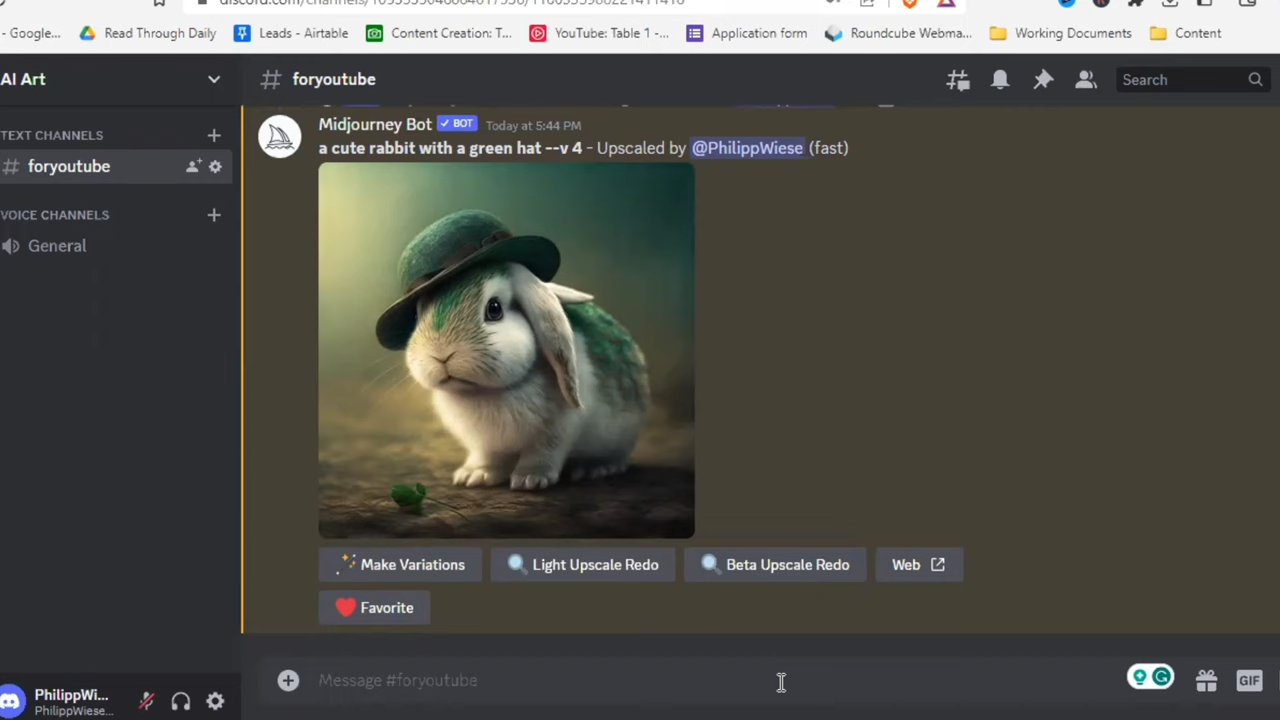 - Google...
Read Through Daily
Leads - Airtable
Content Creation: T...
YouTube: Table 1 -...
Application form
Roundcube Webma...
Working Documents
Content
AI Art
foryoutube
Search
TEXT CHANNELS
# foryoutube
VOICE CHANNELS
General
Midjourney Bot ✓ BOT Today at 5:44 PM
a cute rabbit with a green hat --v 4 - Upscaled by @PhilippWiese (fast)
Make Variations
Light Upscale Redo
Beta Upscale Redo
Web
Favorite
Message #foryoutube
GIF
PhilippWi...
PhilippWiese...